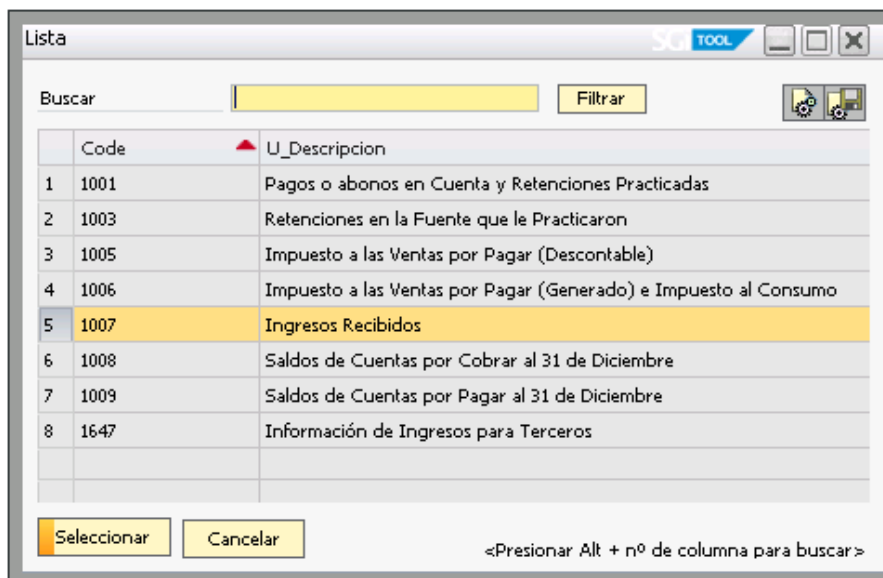 Lista
SG TOOL
Buscar
Filtrar
Code U_Descripcion
1 1001 Pagos o abonos en Cuenta y Retenciones Practicadas
2 1003 Retenciones en la Fuente que le Practicaron
3 1005 Impuesto a las Ventas por Pagar (Descontable)
4 1006 Impuesto a las Ventas por Pagar (Generado) e Impuesto al Consumo
5 1007 Ingresos Recibidos
6 1008 Saldos de Cuentas por Cobrar al 31 de Diciembre
7 1009 Saldos de Cuentas por Pagar al 31 de Diciembre
8 1647 Información de Ingresos para Terceros
Seleccionar Cancelar <Presionar Alt + nº de columna para buscar>